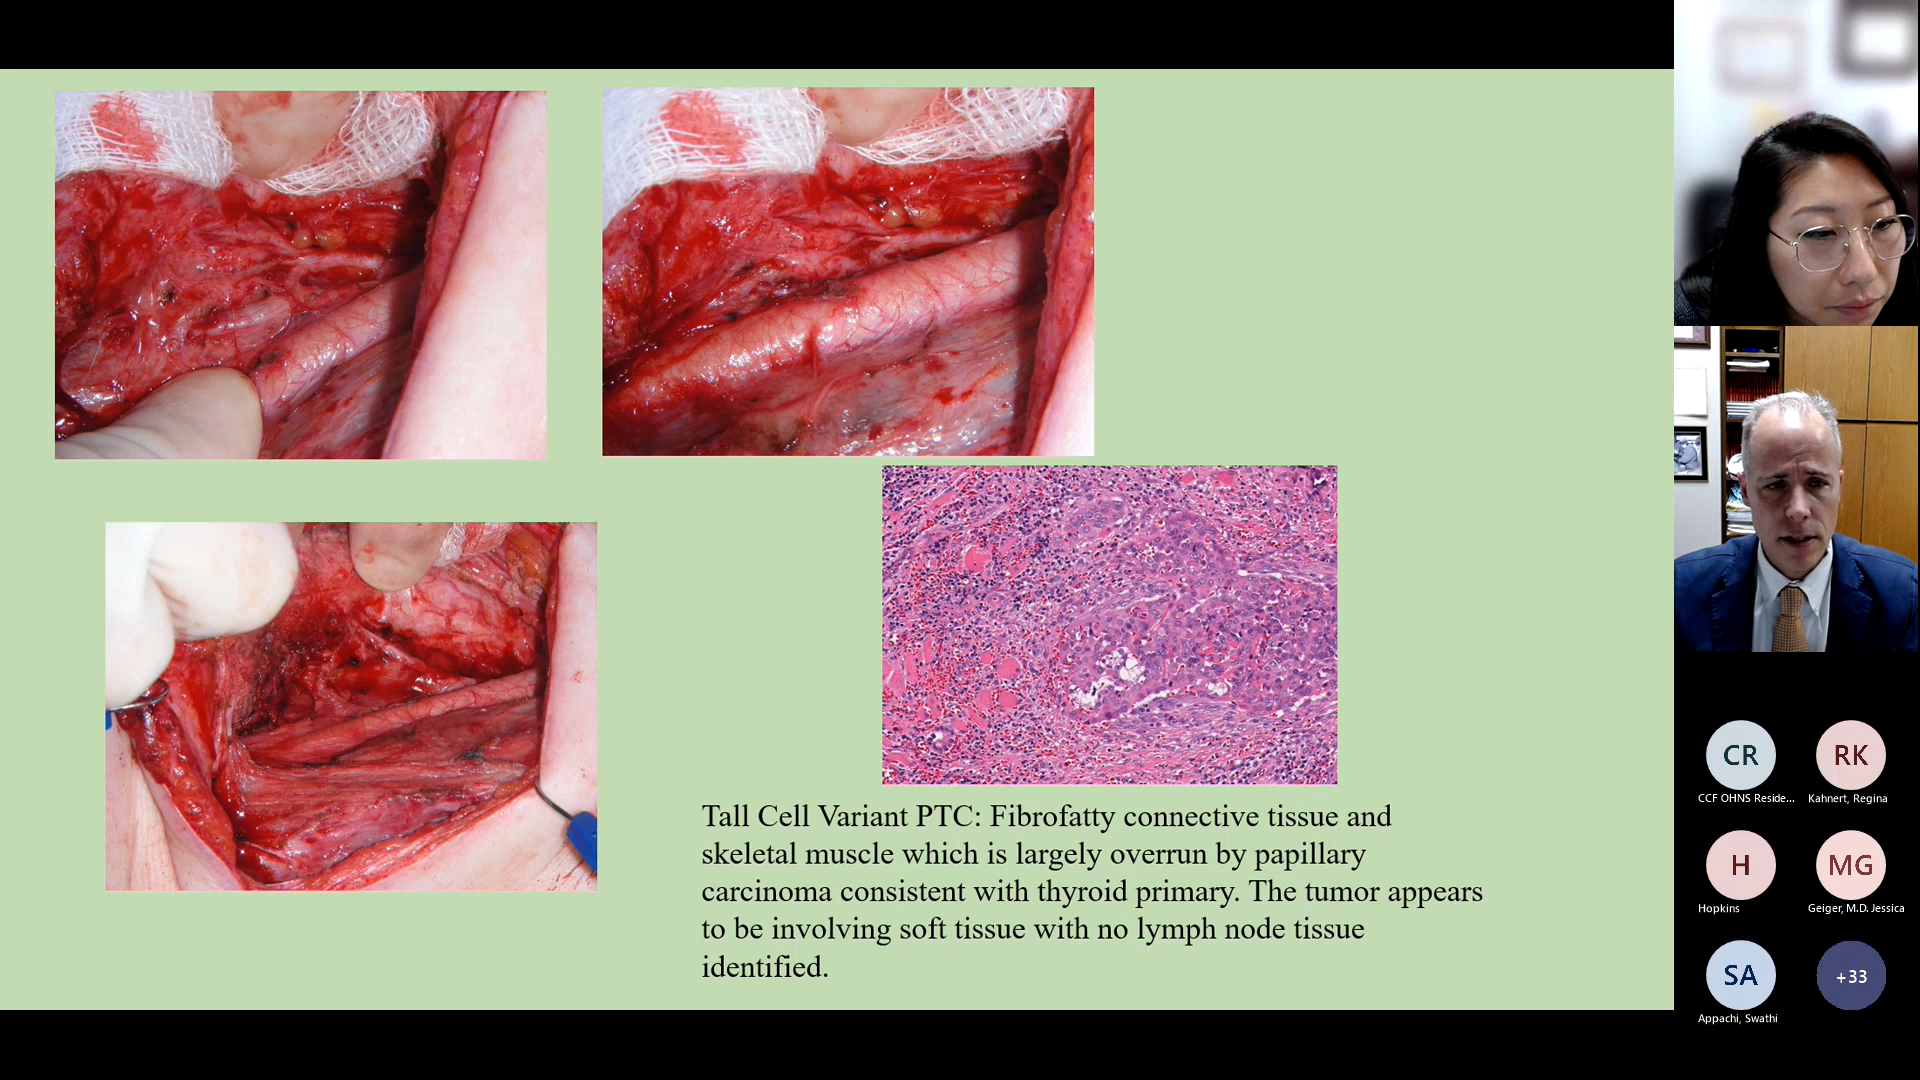 Tall Cell Variant PTC: Fibrofatty connective tissue and
skeletal muscle which is largely overrun by papillary
carcinoma consistent with thyroid primary. The tumor appears
to be involving soft tissue with no lymph node tissue
identified.
CR
RK
CCF OHNS Reside...
Kahnert, Regina
H
MG
Hopkins
Geiger, M.D. Jessica
SA
+33
Appachi, Swathi